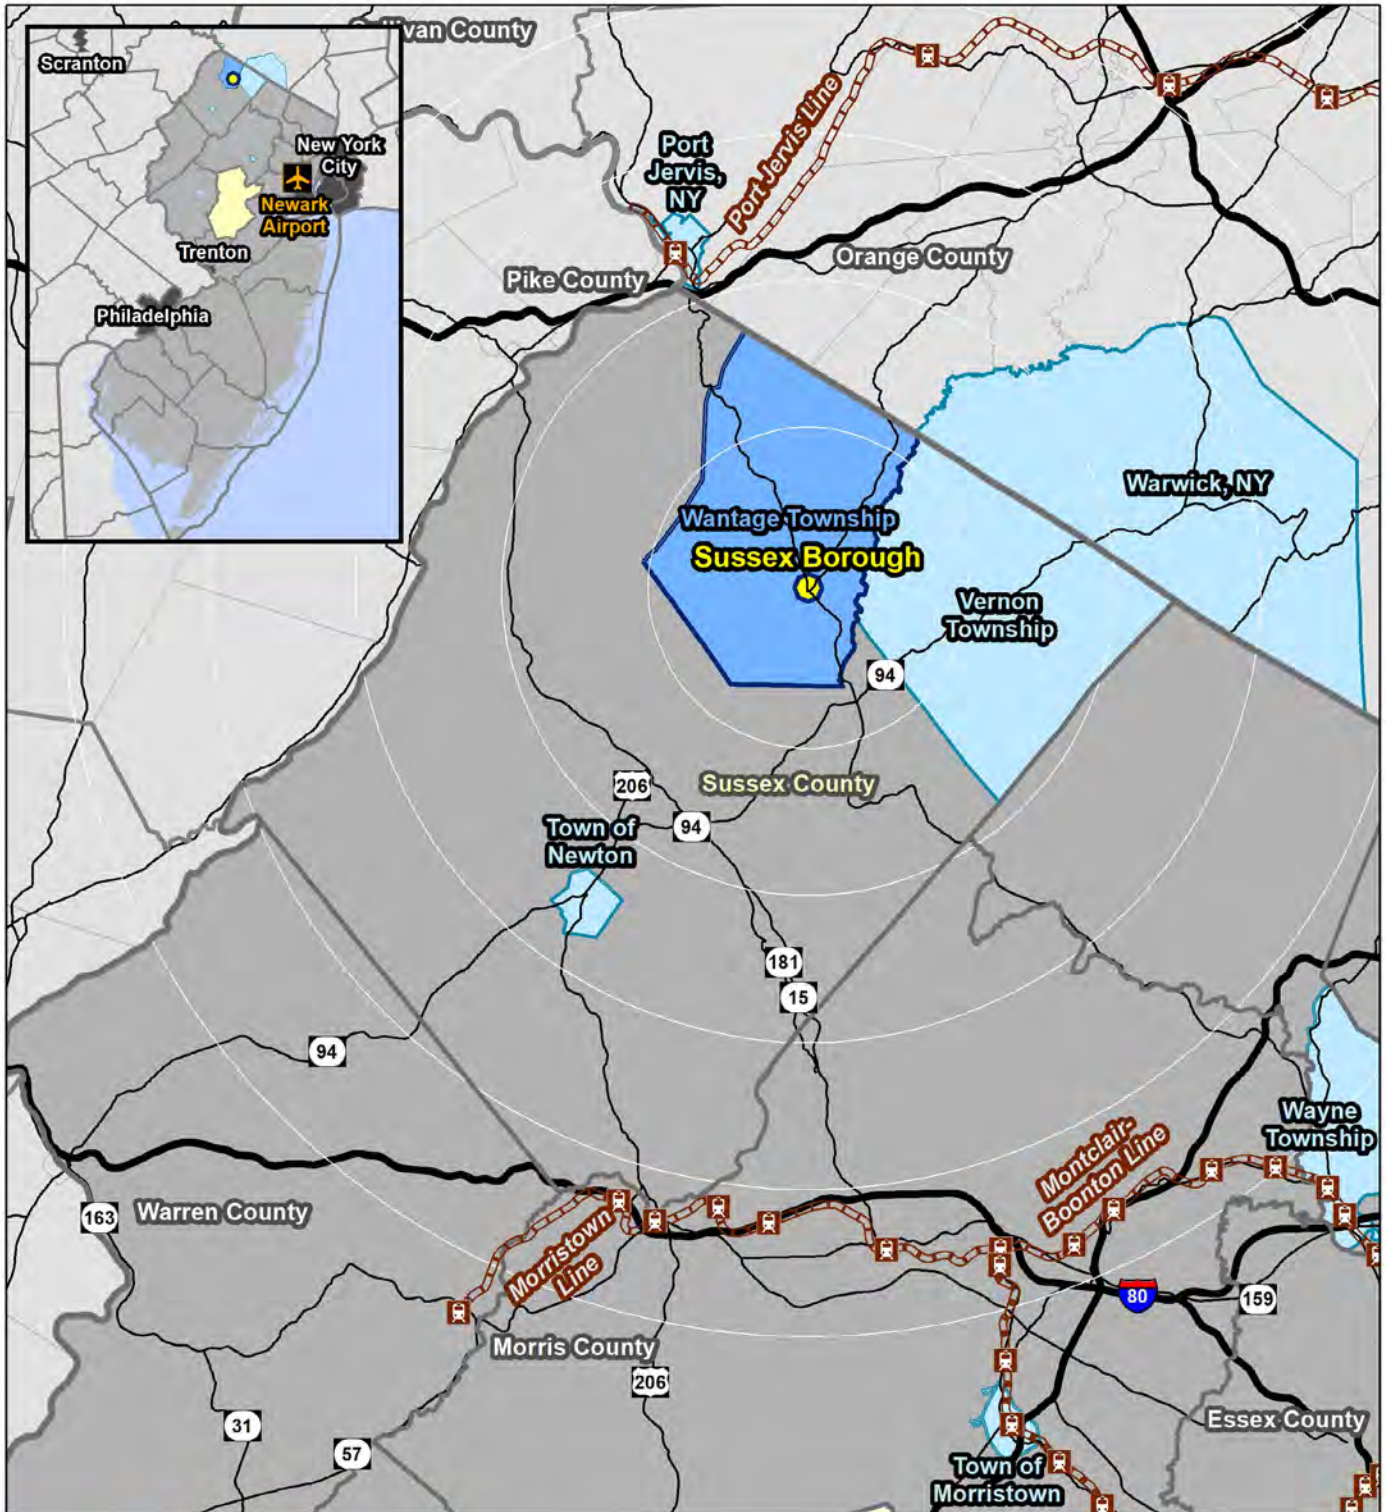 van County
Scranton
New York
City
Newark
Airport
Trenton
Philadelphia
Port
Jervis,
NY
Port Jervis Line
Pike County
Orange County
Warwick, NY
Wantage Township
Sussex Borough
Vernon
Township
94
Sussex County
206
94
Town of
Newton
181
15
94
Wayne
Township
Montclair-
Boonton Line
163
Warren County
Morristown
Line
80
159
Morris County
206
31
57
Essex County
Town of
Morristown